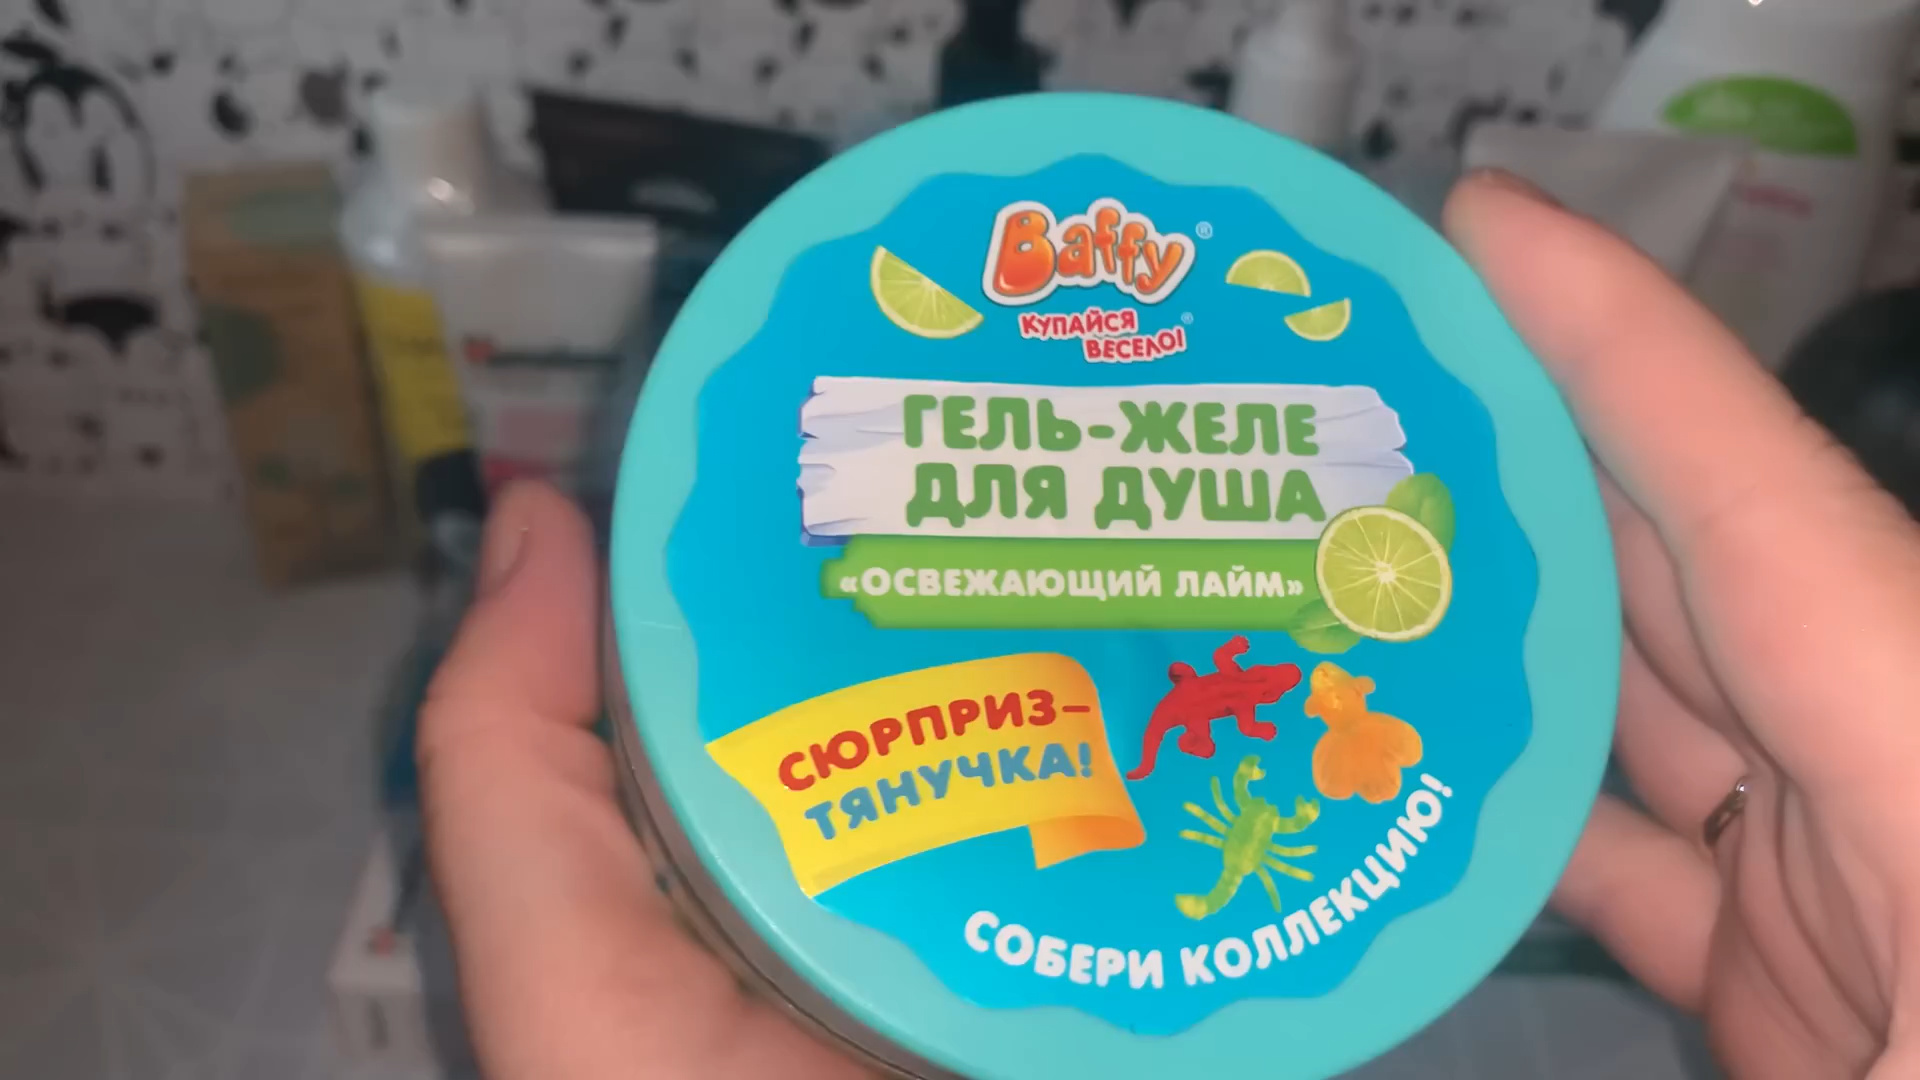 Baffy®
КУПАЙСЯ
ВЕСЕЛО!®
ГЕЛЬ-ЖЕЛЕ
ДЛЯ ДУША
«ОСВЕЖАЮЩИЙ ЛАЙМ»
СЮРПРИЗ–
ТЯНУЧКА!
СОБЕРИ КОЛЛЕКЦИЮ!